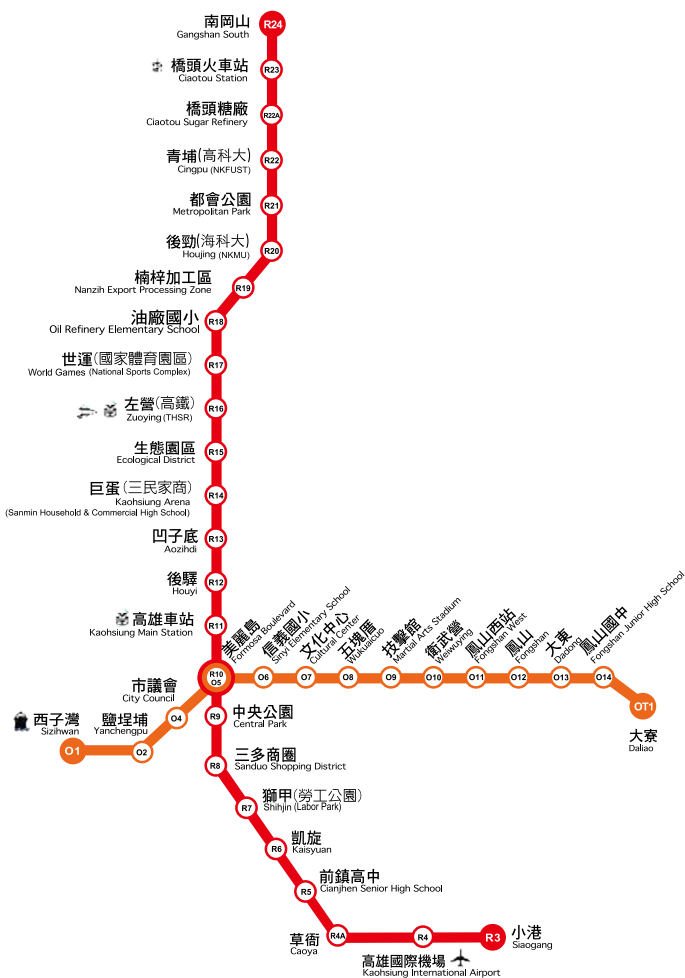 南岡山
Gangshan South
R24
橋頭火車站
Ciaotou Station
R23
橋頭糖廠
Ciaotou Sugar Refinery
R22A
青埔(高科大)
Cingpu (NKFUST)
R22
都會公園
Metropolitan Park
R21
後勁(海科大)
Houjing (NKMU)
R20
楠梓加工區
Nanzih Export Processing Zone
R19
油廠國小
Oil Refinery Elementary School
R18
世運(國家體育園區)
World Games (National Sports Complex)
R17
左營(高鐵)
Zuoying (THSR)
R16
生態園區
Ecological District
R15
巨蛋(三民家商)
Kaohsiung Arena
(Sanmin Household & Commercial High School)
R14
凹子底
Aozihdi
R13
後驛
Houyi
R12
高雄車站
Kaohsiung Main Station
R11
美麗島
Formosa Boulevard
R10
O5
信義國小
Sinyi Elementary School
O6
文化中心
Cultural Center
O7
五塊厝
Wukuaicuo
O8
技擊館
Martial Arts Stadium
O9
衛武營
Weiwuying
O10
鳳山西站
Fongshan West
O11
鳳山
Fongshan
O12
大東
Dadong
O13
鳳山國中
Fongshan Junior High School
O14
OT1
大寮
Daliao
市議會
City Council
O4
鹽埕埔
Yanchengpu
O2
西子灣
Sizihwan
O1
R9
中央公園
Central Park
R8
三多商圈
Sanduo Shopping District
R7
獅甲(勞工公園)
Shihjin (Labor Park)
R6
凱旋
Kaisyuan
R5
前鎮高中
Cianjhen Senior High School
R4A
草衙
Caoya
R4
高雄國際機場
Kaohsiung International Airport
R3
小港
Siaogang